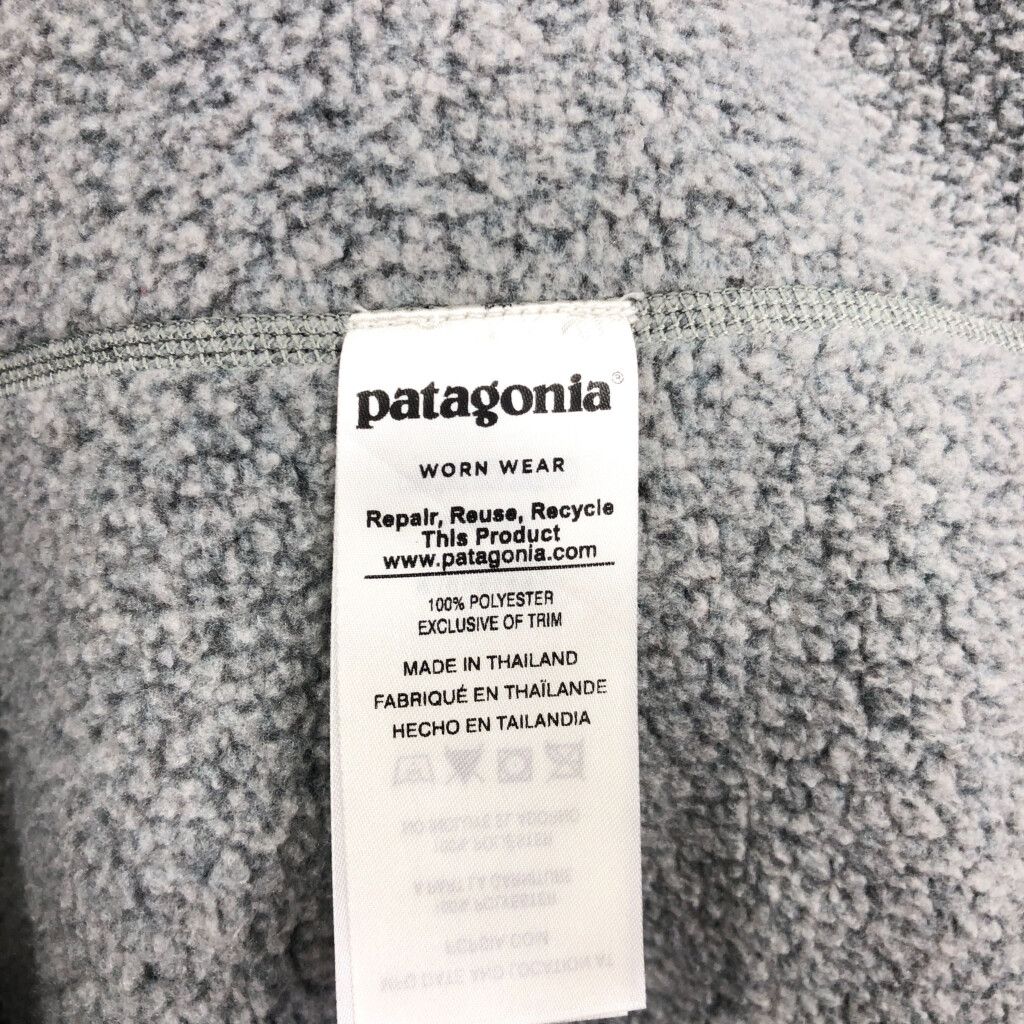 patagonia®
WORN WEAR
Repair, Reuse, Recycle
This Product
www.patagonia.com
100% POLYESTER
EXCLUSIVE OF TRIM
MADE IN THAILAND
FABRIQUÉ EN THAÏLANDE
HECHO EN TAILANDIA